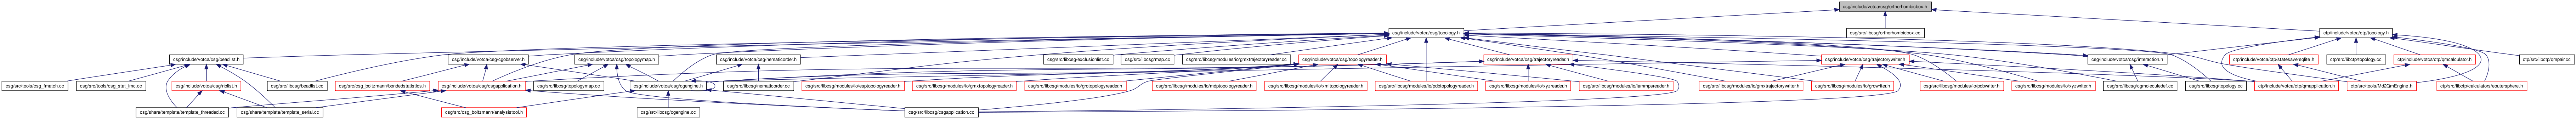 csg/include/votca/csg/orthorhombicbox.h
csg/include/votca/csg/topology.h
csg/src/libcsg/orthorhombicbox.cc
ctp/include/votca/ctp/topology.h
csg/include/votca/csg/beadlist.h
csg/include/votca/csg/cgobserver.h
csg/include/votca/csg/topologymap.h
csg/include/votca/csg/nematicorder.h
csg/src/libcsg/exclusionlist.cc
csg/src/libcsg/map.cc
csg/src/libcsg/modules/io/gmxtrajectoryreader.cc
csg/include/votca/csg/topologyreader.h
csg/include/votca/csg/trajectoryreader.h
csg/include/votca/csg/trajectorywriter.h
csg/include/votca/csg/interaction.h
ctp/include/votca/ctp/statesaversqlite.h
ctp/src/libctp/topology.cc
ctp/include/votca/ctp/qmcalculator.h
ctp/src/libctp/qmpair.cc
csg/src/tools/csg_fmatch.cc
csg/src/tools/csg_stat_imc.cc
csg/include/votca/csg/nblist.h
csg/src/libcsg/beadlist.cc
csg/src/csg_boltzmann/bondedstatistics.h
csg/include/votca/csg/csgapplication.h
csg/src/libcsg/topologymap.cc
csg/include/votca/csg/cgengine.h
csg/src/libcsg/nematicorder.cc
csg/src/libcsg/modules/io/esptopologyreader.h
csg/src/libcsg/modules/io/gmxtopologyreader.h
csg/src/libcsg/modules/io/grotopologyreader.h
csg/src/libcsg/modules/io/mdptopologyreader.h
csg/src/libcsg/modules/io/xmltopologyreader.h
csg/src/libcsg/modules/io/pdbtopologyreader.h
csg/src/libcsg/modules/io/xyzreader.h
csg/src/libcsg/modules/io/lammpsreader.h
csg/src/libcsg/modules/io/gmxtrajectorywriter.h
csg/src/libcsg/modules/io/growriter.h
csg/src/libcsg/modules/io/pdbwriter.h
csg/src/libcsg/modules/io/xyzwriter.h
csg/src/libcsg/cgmoleculedef.cc
csg/src/libcsg/topology.cc
ctp/include/votca/ctp/qmapplication.h
ctp/src/tools/Md2QmEngine.h
ctp/src/libctp/calculators/eoutersphere.h
csg/share/template/template_threaded.cc
csg/share/template/template_serial.cc
csg/src/csg_boltzmann/analysistool.h
csg/src/libcsg/cgengine.cc
csg/src/libcsg/csgapplication.cc